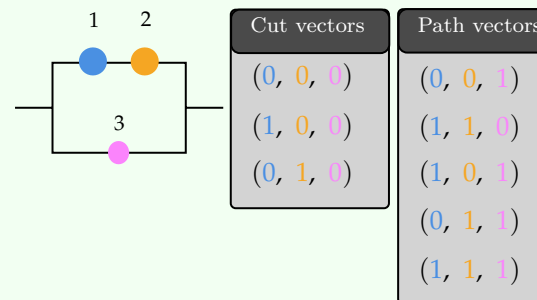 1 2
3
Cut vectors
(0, 0, 0)
(1, 0, 0)
(0, 1, 0)
Path vectors
(0, 0, 1)
(1, 1, 0)
(1, 0, 1)
(0, 1, 1)
(1, 1, 1)